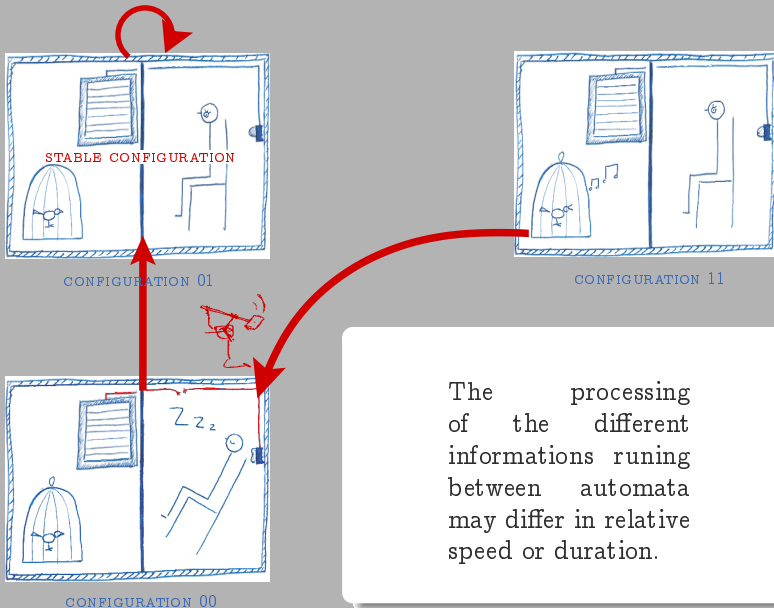 STABLE CONFIGURATION
CONFIGURATION 01
CONFIGURATION 11
Z z z
The processing
of the different
informations runing
between automata
may differ in relative
speed or duration.
CONFIGURATION 00